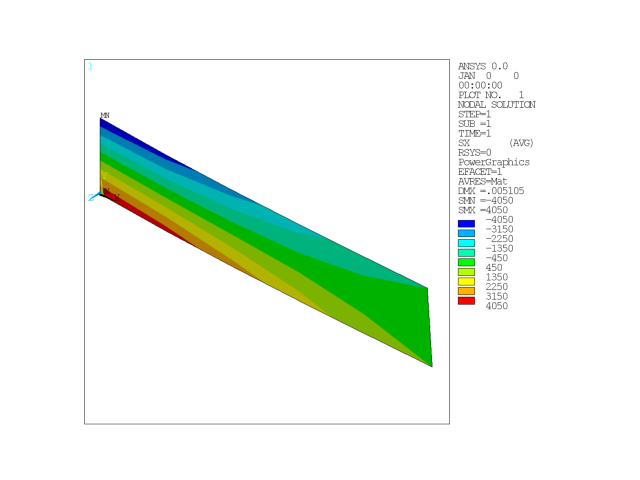 1
ANSYS 0.0
JAN 0 0
00:00:00
PLOT NO. 1
NODAL SOLUTION
STEP=1
SUB =1
TIME=1
SX (AVG)
RSYS=0
PowerGraphics
EFACET=1
AVRES=Mat
DMX =.005105
SMN =-4050
SMX =4050
-4050
-3150
-2250
-1350
-450
450
1350
2250
3150
4050
MN
Y
Z
X